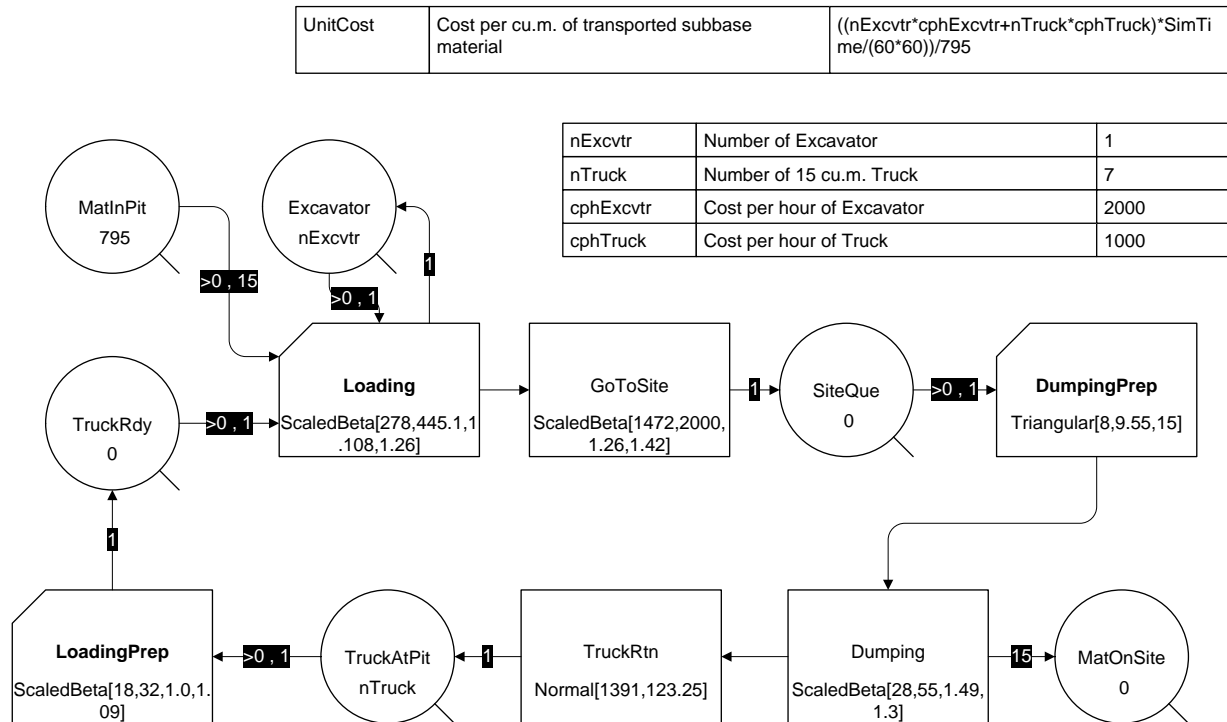 UnitCost
Cost per cu.m. of transported subbase
material
((nExcvtr*cphExcvtr+nTruck*cphTruck)*SimTi
me/(60*60))/795
nExcvtr
Number of Excavator
1
nTruck
Number of 15 cu.m. Truck
7
cphExcvtr
Cost per hour of Excavator
2000
cphTruck
Cost per hour of Truck
1000
MatInPit
795
Excavator
nExcvtr
>0 , 15
>0 , 1
1
TruckRdy
0
>0 , 1
Loading
ScaledBeta[278,445.1,1
.108,1.26]
GoToSite
ScaledBeta[1472,2000,
1.26,1.42]
1
SiteQue
0
>0 , 1
DumpingPrep
Triangular[8,9.55,15]
1
LoadingPrep
ScaledBeta[18,32,1.0,1.
09]
>0 , 1
TruckAtPit
nTruck
1
TruckRtn
Normal[1391,123.25]
Dumping
ScaledBeta[28,55,1.49,
1.3]
15
MatOnSite
0